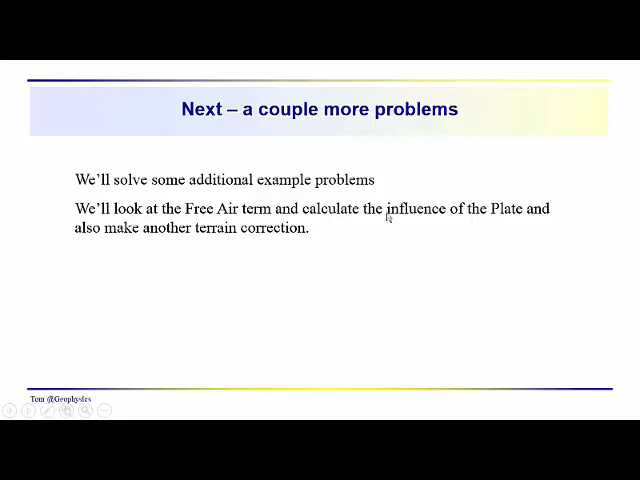 Next – a couple more problems
We'll solve some additional example problems
We'll look at the Free Air term and calculate the influence of the Plate and
also make another terrain correction.
Tom @Geophysics